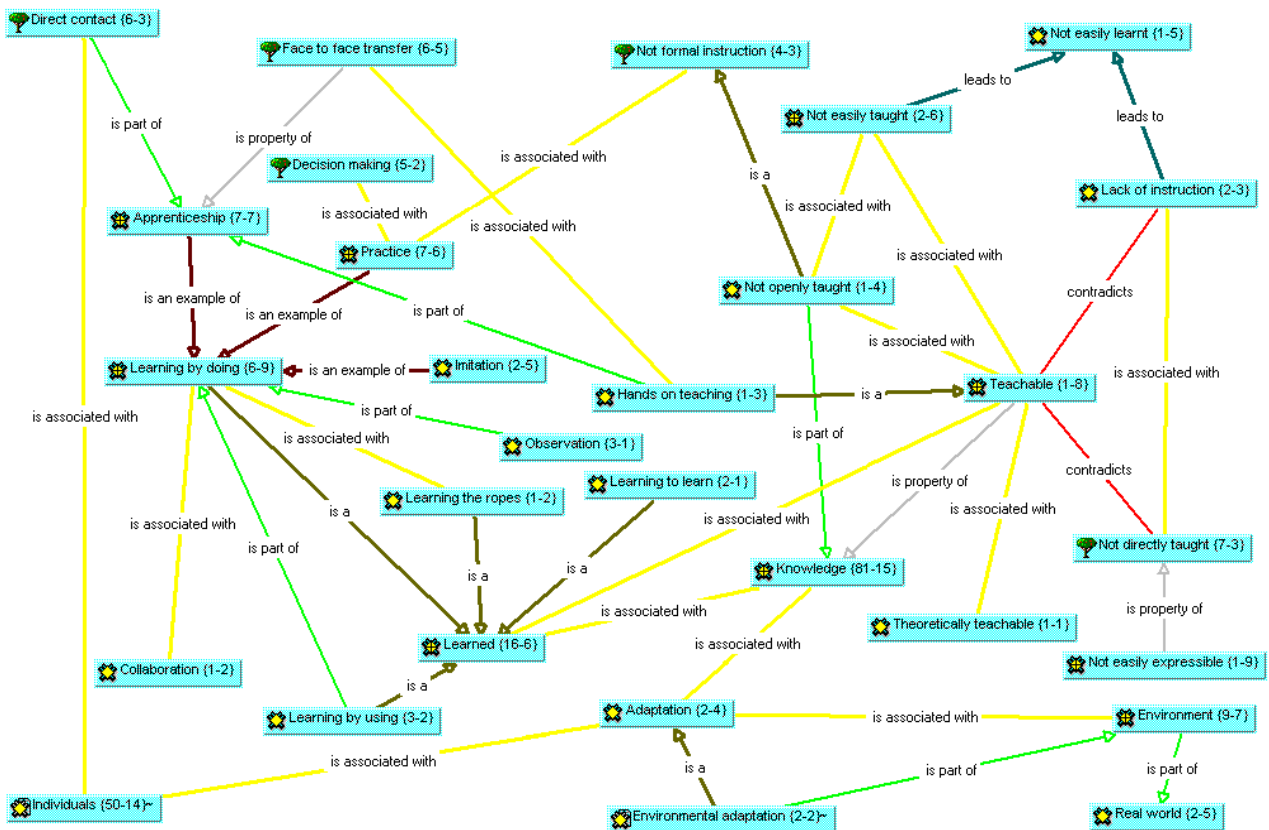 Direct contact {6-3}
Face to face transfer {6-5}
Not formal instruction {4-3}
Not easily learnt {1-5}
leads to
Not easily taught {2-6}
leads to
is part of
is property of
is associated with
Decision making {5-2}
is a
Lack of instruction {2-3}
is associated with
is associated with
Apprenticeship {7-7}
is associated with
Practice {7-6}
is associated with
Not openly taught {1-4}
contradicts
is an example of
is an example of
is part of
is associated with
Learning by doing {6-9}
is an example of
Imitation {2-5}
is associated with
Hands on teaching {1-3}
is a
Teachable {1-8}
is associated with
is part of
is associated with
Observation {3-1}
is part of
contradicts
Learning to learn {2-1}
is property of
Learning the ropes {1-2}
is a
is associated with
is associated with
is associated with
Not directly taught {7-3}
is part of
is a
is a
Knowledge {81-15}
is associated with
is property of
Theoretically teachable {1-1}
Learned {16-6}
is associated with
Not easily expressible {1-9}
Collaboration {1-2}
is a
Learning by using {3-2}
Adaptation {2-4}
is associated with
Environment {9-7}
is associated with
is a
is part of
is part of
Individuals {50-14}~
Environmental adaptation {2-2}~
Real world {2-5}